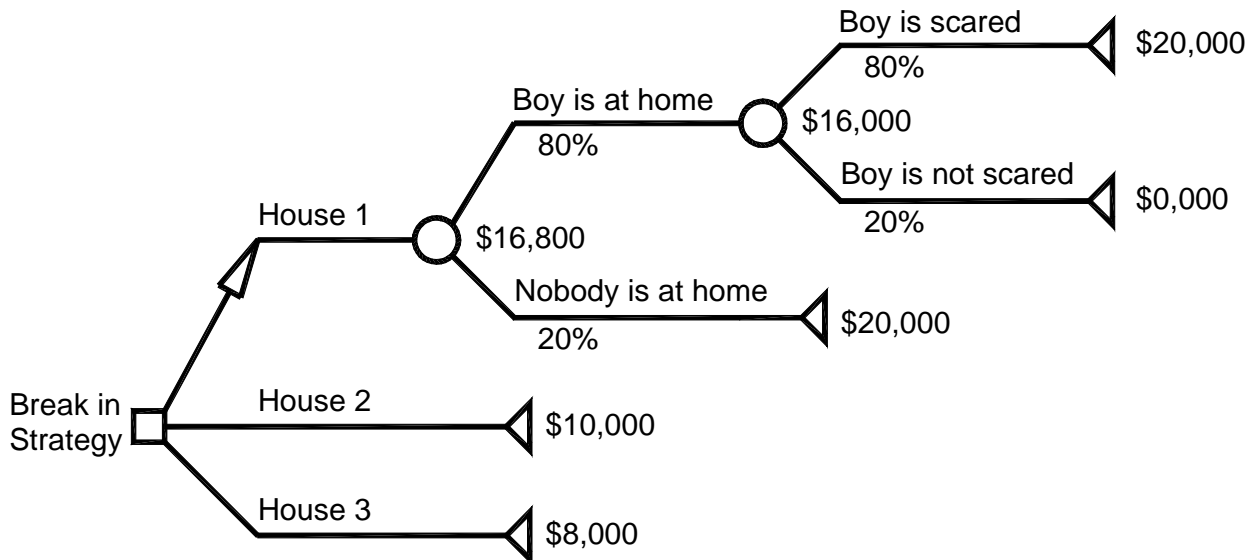 Boy is scared
80%
$20,000
Boy is at home
80%
$16,000
Boy is not scared
20%
$0,000
House 1
$16,800
Nobody is at home
20%
$20,000
Break in
Strategy
House 2
$10,000
House 3
$8,000